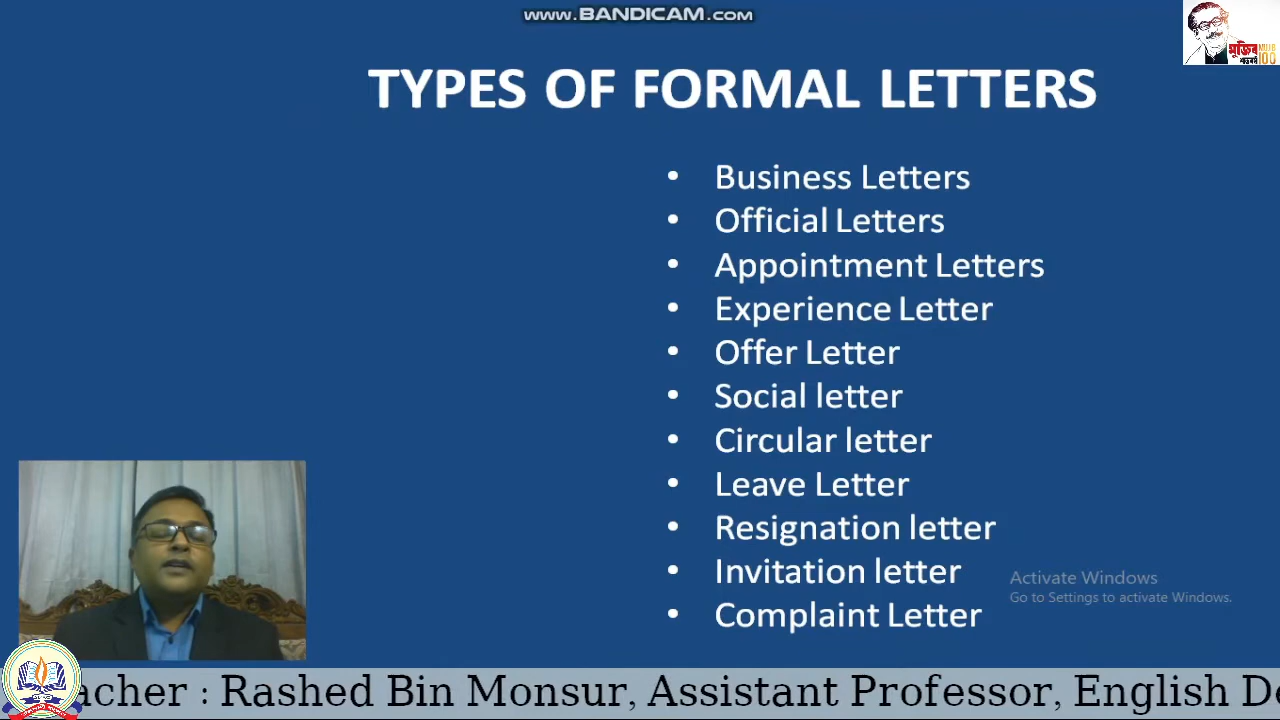 www.BANDICAM.com
TYPES OF FORMAL LETTERS
• Business Letters
• Official Letters
• Appointment Letters
• Experience Letter
• Offer Letter
• Social letter
• Circular letter
• Leave Letter
• Resignation letter
• Invitation letter
• Complaint Letter
Activate Windows
Go to Settings to activate Windows.
acher : Rashed Bin Monsur, Assistant Professor, English De
মুজিব
100